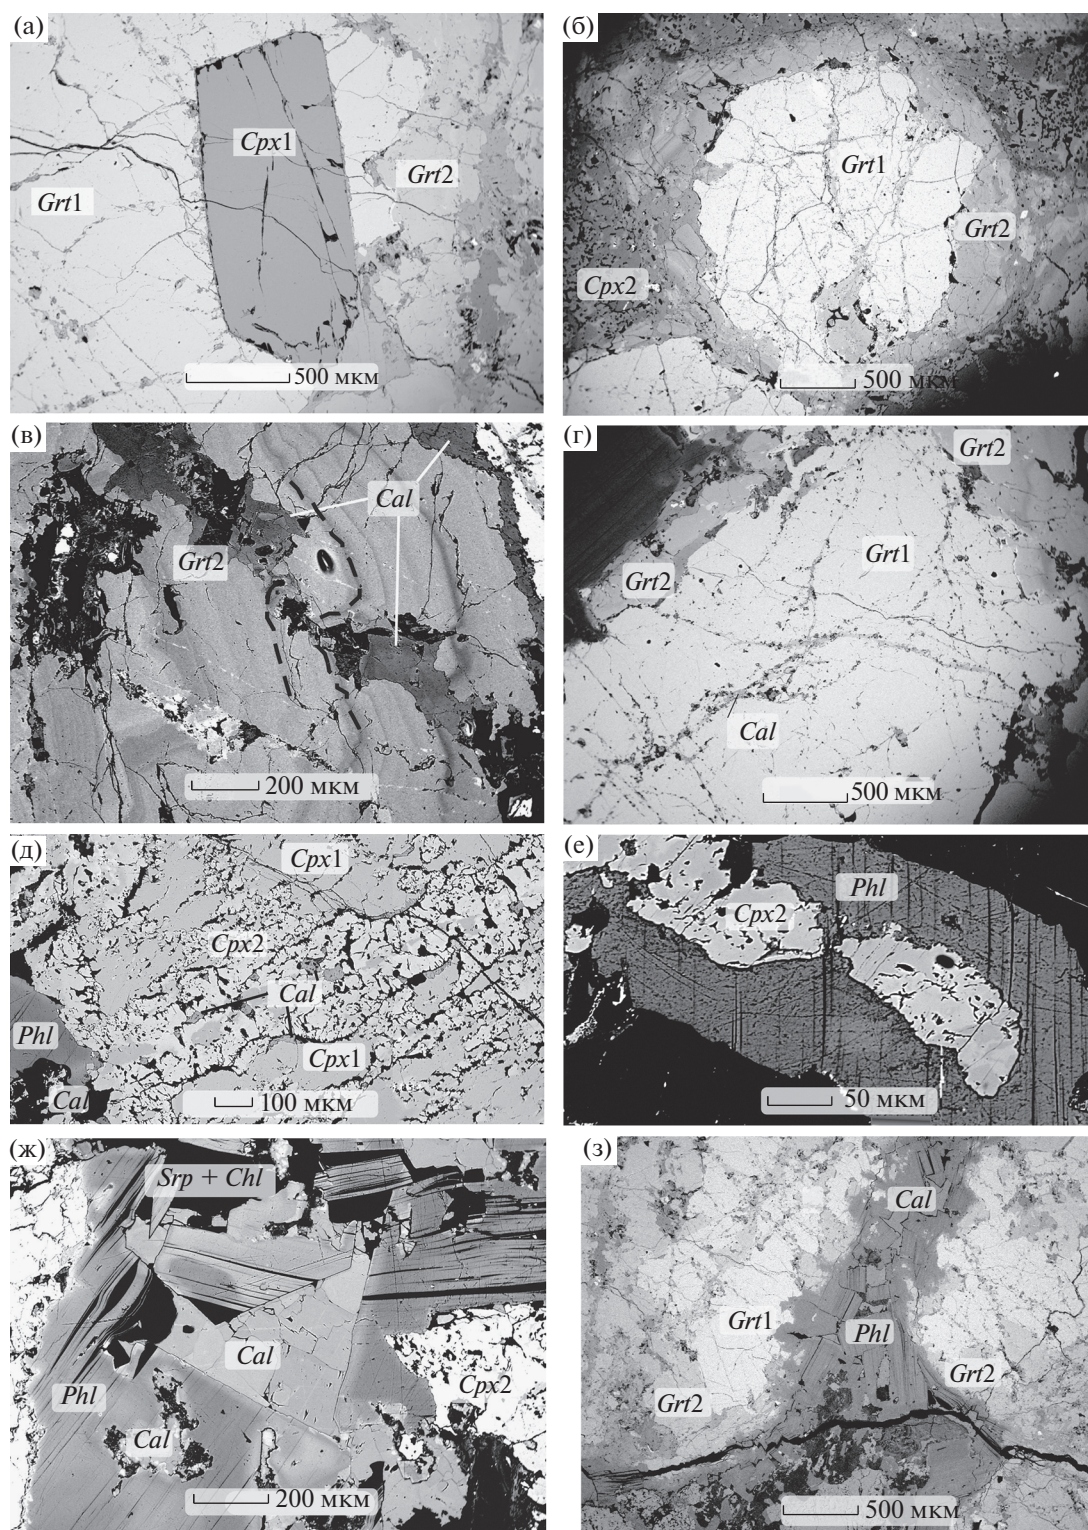 (а)
Cpx1
Grt2
Grt1
500 мкм
(б)
Grt1
Grt2
Cpx2
500 мкм
(в)
Cal
Grt2
200 мкм
(г)
Grt2
Grt1
Grt2
Cal
500 мкм
(д)
Cpx1
Cpx2
Cal
Phl
Cpx1
Cal
100 мкм
(е)
Phl
Cpx2
50 мкм
(ж)
Srp + Chl
Cal
Phl
Cpx2
Cal
200 мкм
(з)
Cal
Grt1
Phl
Grt2
Grt2
500 мкм